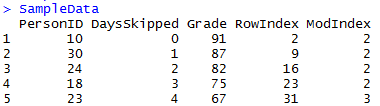 > SampleData
PersonID DaysSkipped Grade RowIndex ModIndex
1 10 0 91 2 2
2 30 1 87 9 2
3 24 2 82 16 2
4 18 3 75 23 2
5 23 4 67 31 3